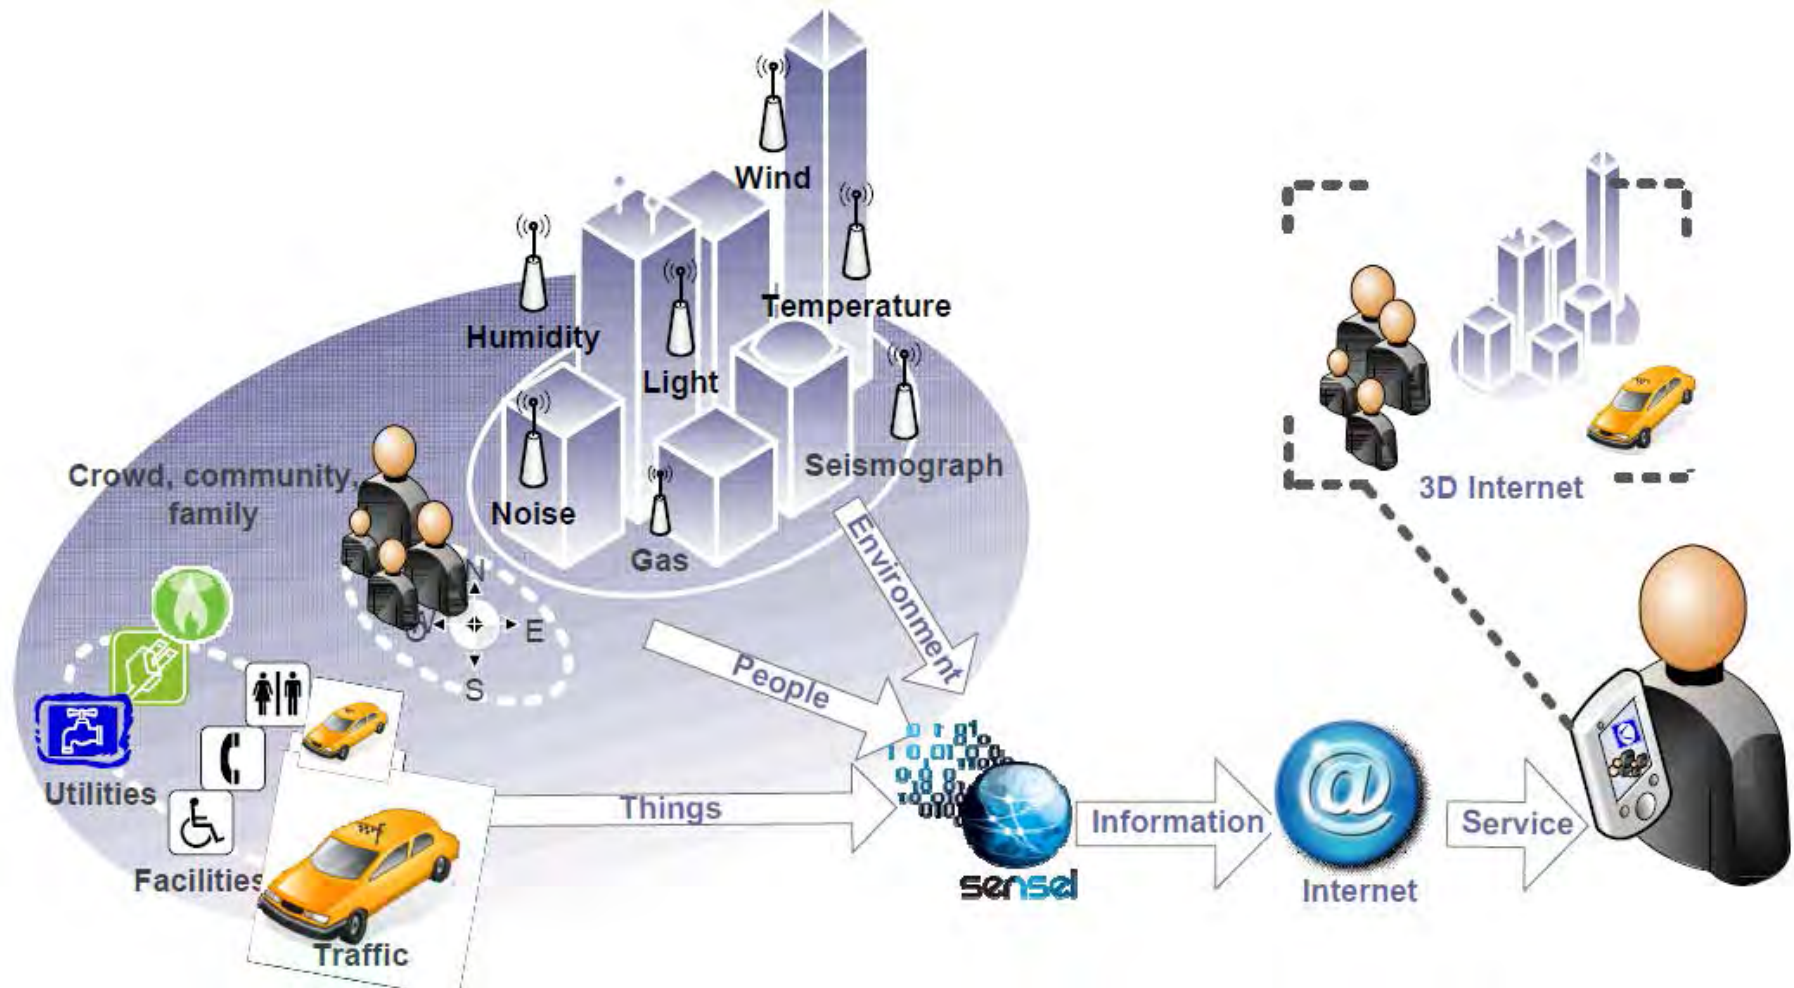 Wind
Temperature
Humidity
Light
Seismograph
Noise
Gas
Crowd, community,
family
N
W
E
S
Utilities
Facilities
Traffic
Environment
People
Things
sensei
Information
Internet
Service
3D Internet
@